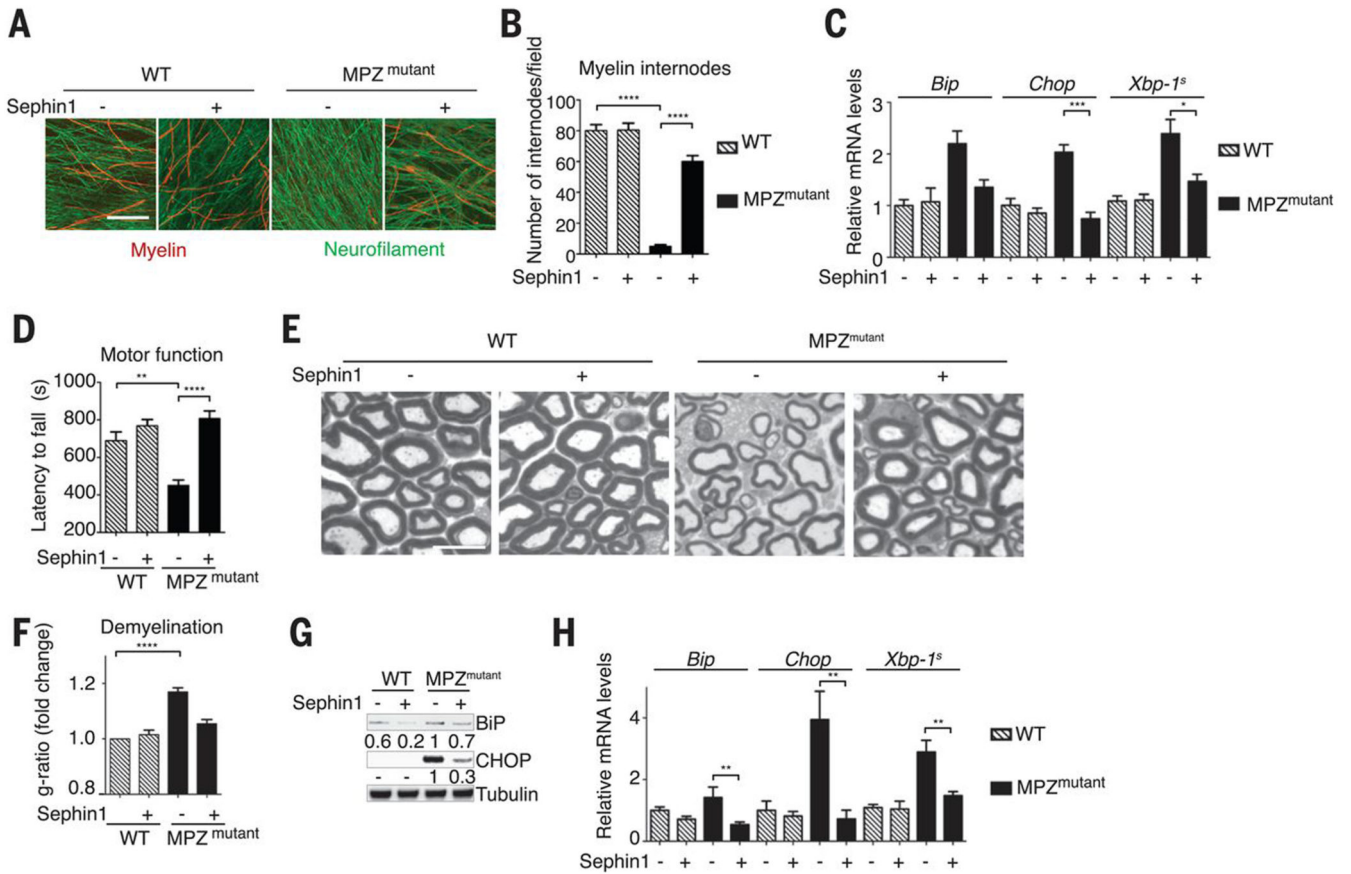 A
WT
MPZ mutant
Sephin1 - + - +
Myelin
Neurofilament
B
Myelin internodes
Number of internodes/field
100
80
60
40
20
0
**** ****
Sephin1 - + - +
WT
MPZmutant
C
Bip Chop Xbp-1s
Relative mRNA levels
3
2
1
0
*** *
Sephin1 - + - + - + - + - + - +
WT
MPZmutant
D
Motor function
Latency to fall (s)
1000
800
600
400
200
** ****
Sephin1 - + - +
WT MPZ mutant
E
WT
MPZmutant
Sephin1 - + - +
F
Demyelination
g-ratio (fold change)
1.2
1.0
0.8
****
Sephin1 - + - +
WT MPZ mutant
G
WT MPZmutant
Sephin1 - + - +
BiP
0.6 0.2 1 0.7
CHOP
- - 1 0.3
Tubulin
H
Bip Chop Xbp-1s
Relative mRNA levels
4
2
0
** ** **
Sephin1 - + - + - + - + - + - +
WT
MPZmutant